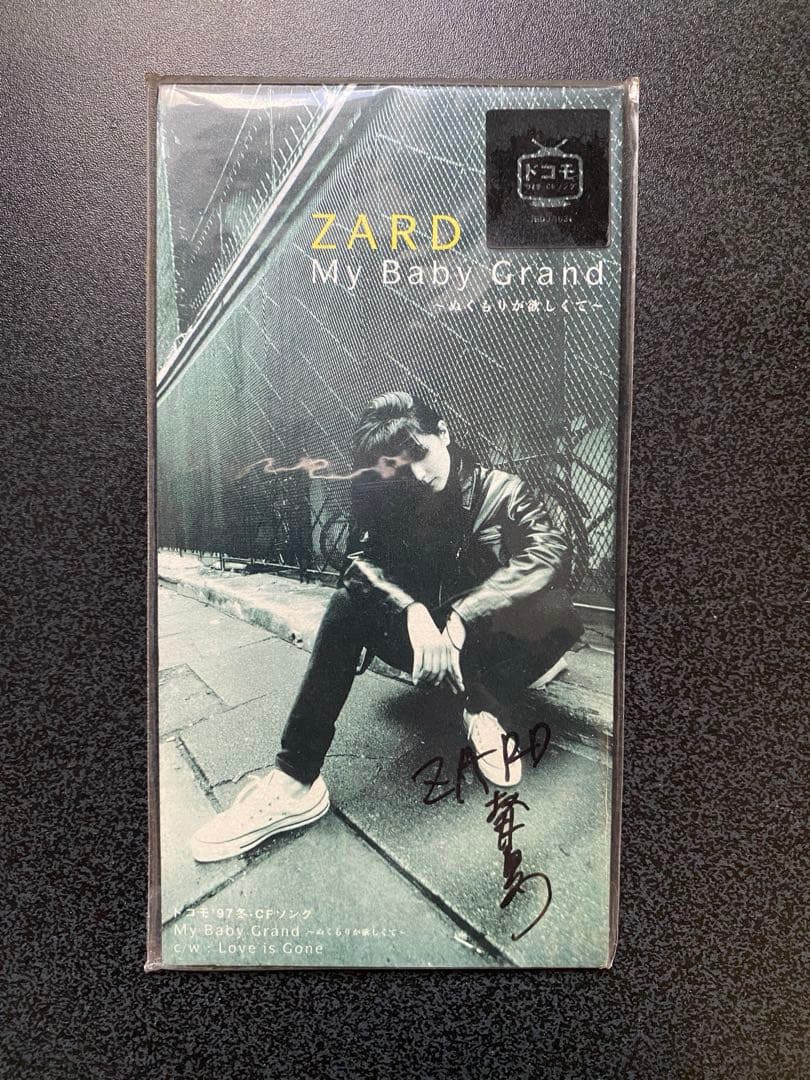 ドコモ
ZARD
My Baby Grand
～ぬくもりが欲しくて～
ZARD
ドコモ'97冬・CFソング
My Baby Grand ～ぬくもりが欲しくて～
c/w : Love is Gone